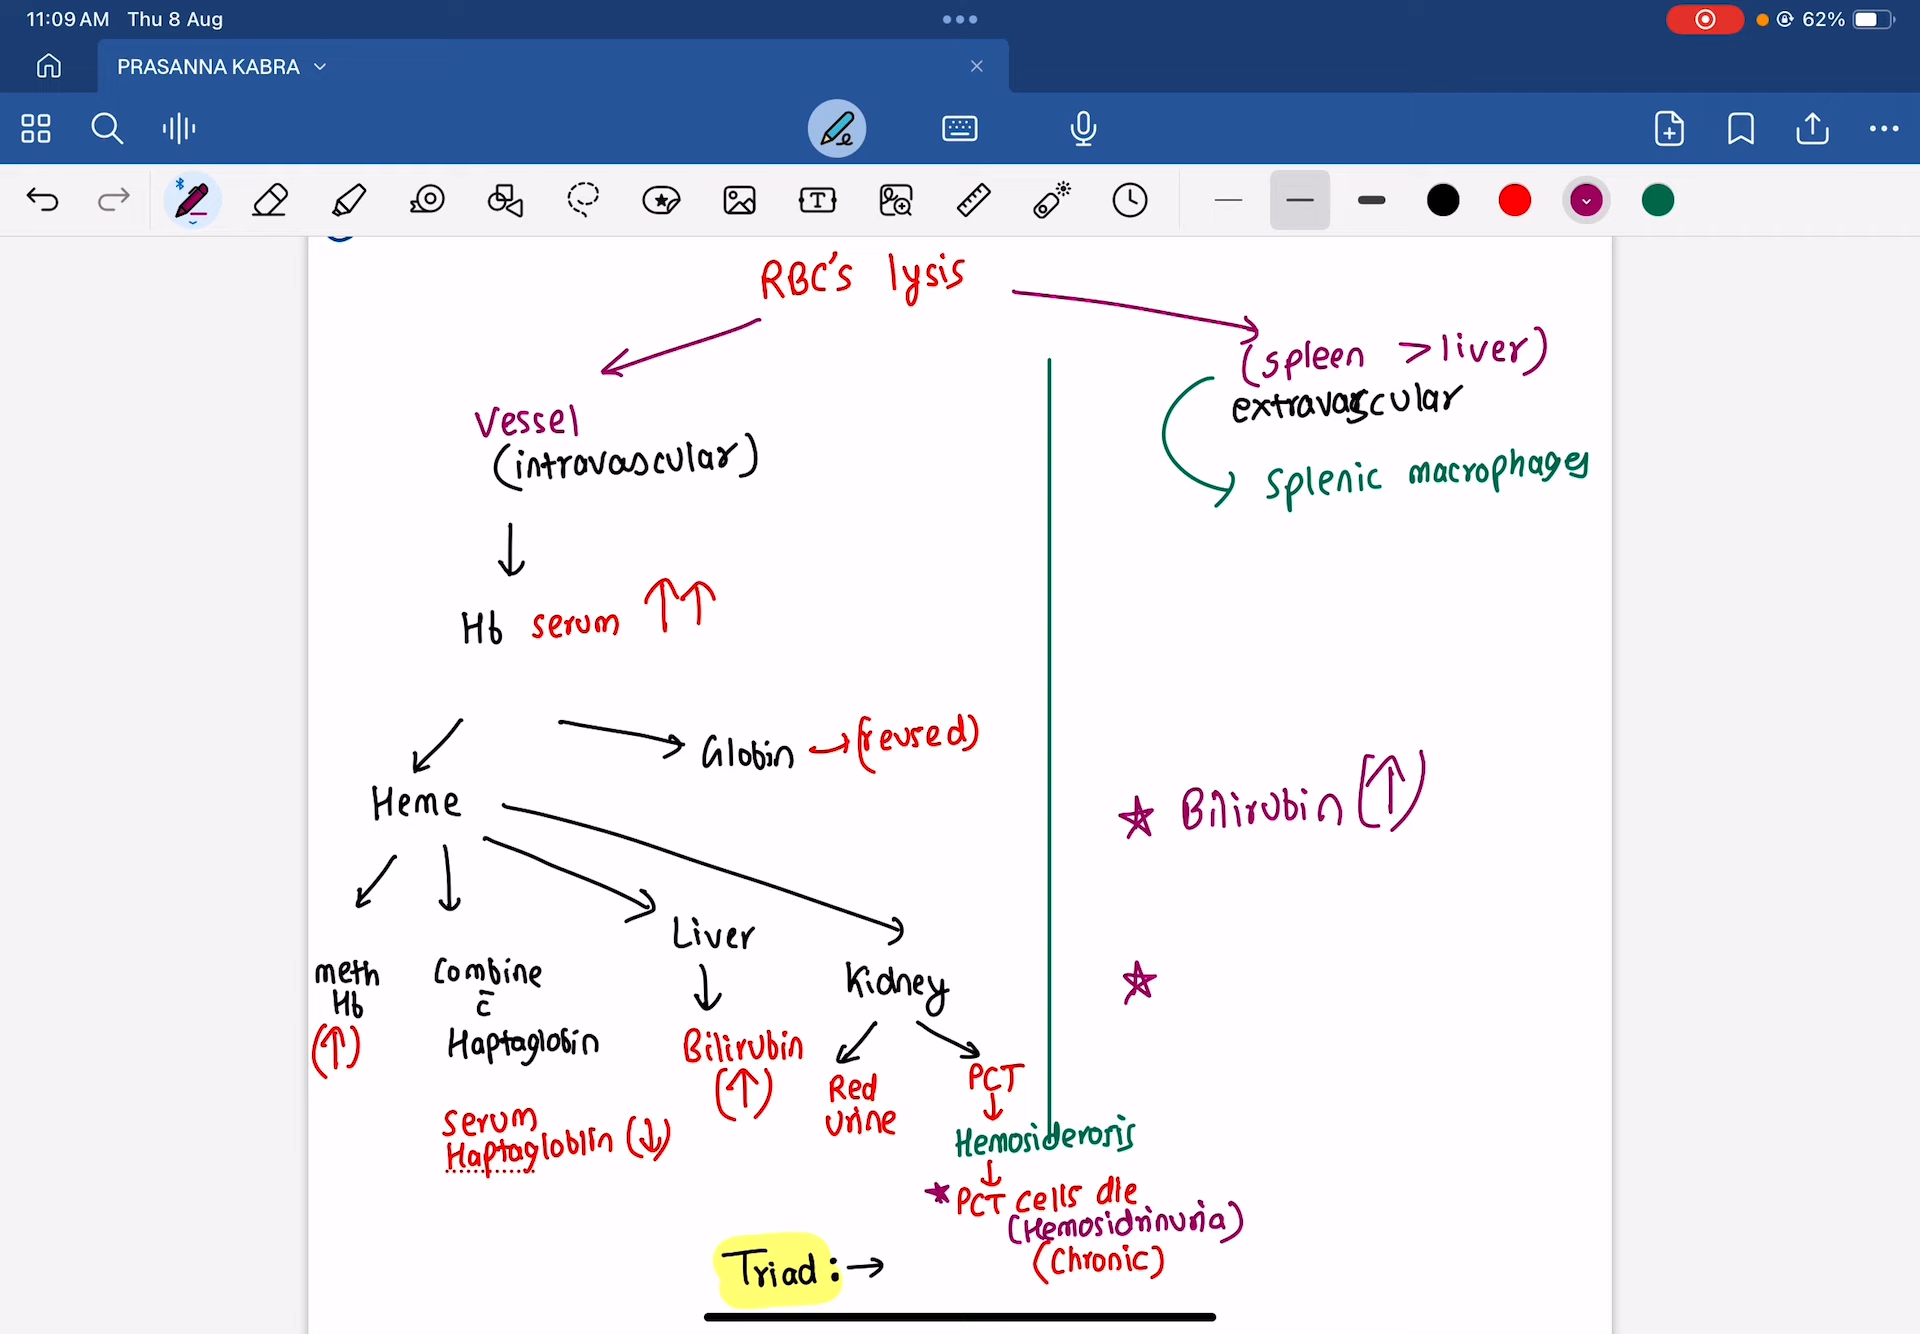 11:09 AM Thu 8 Aug
62%
PRASANNA KABRA
RBC's lysis
(spleen > liver)
extravascular
Splenic macrophages
Vessel
(intravascular)
Hb serum ↑↑
Globin → (reused)
Heme
★ Bilirubin (↑)
Liver
Kidney
meth
Hb
(↑)
Combine
c̄
Haptaglobin
Bilirubin
(↑)
Red
urine
PCT
↓
Hemosiderosis
↓
serum
Haptagloblin (↓)
★ PCT cells die
(Hemosidrinuria)
(Chronic)
★
Triad :→